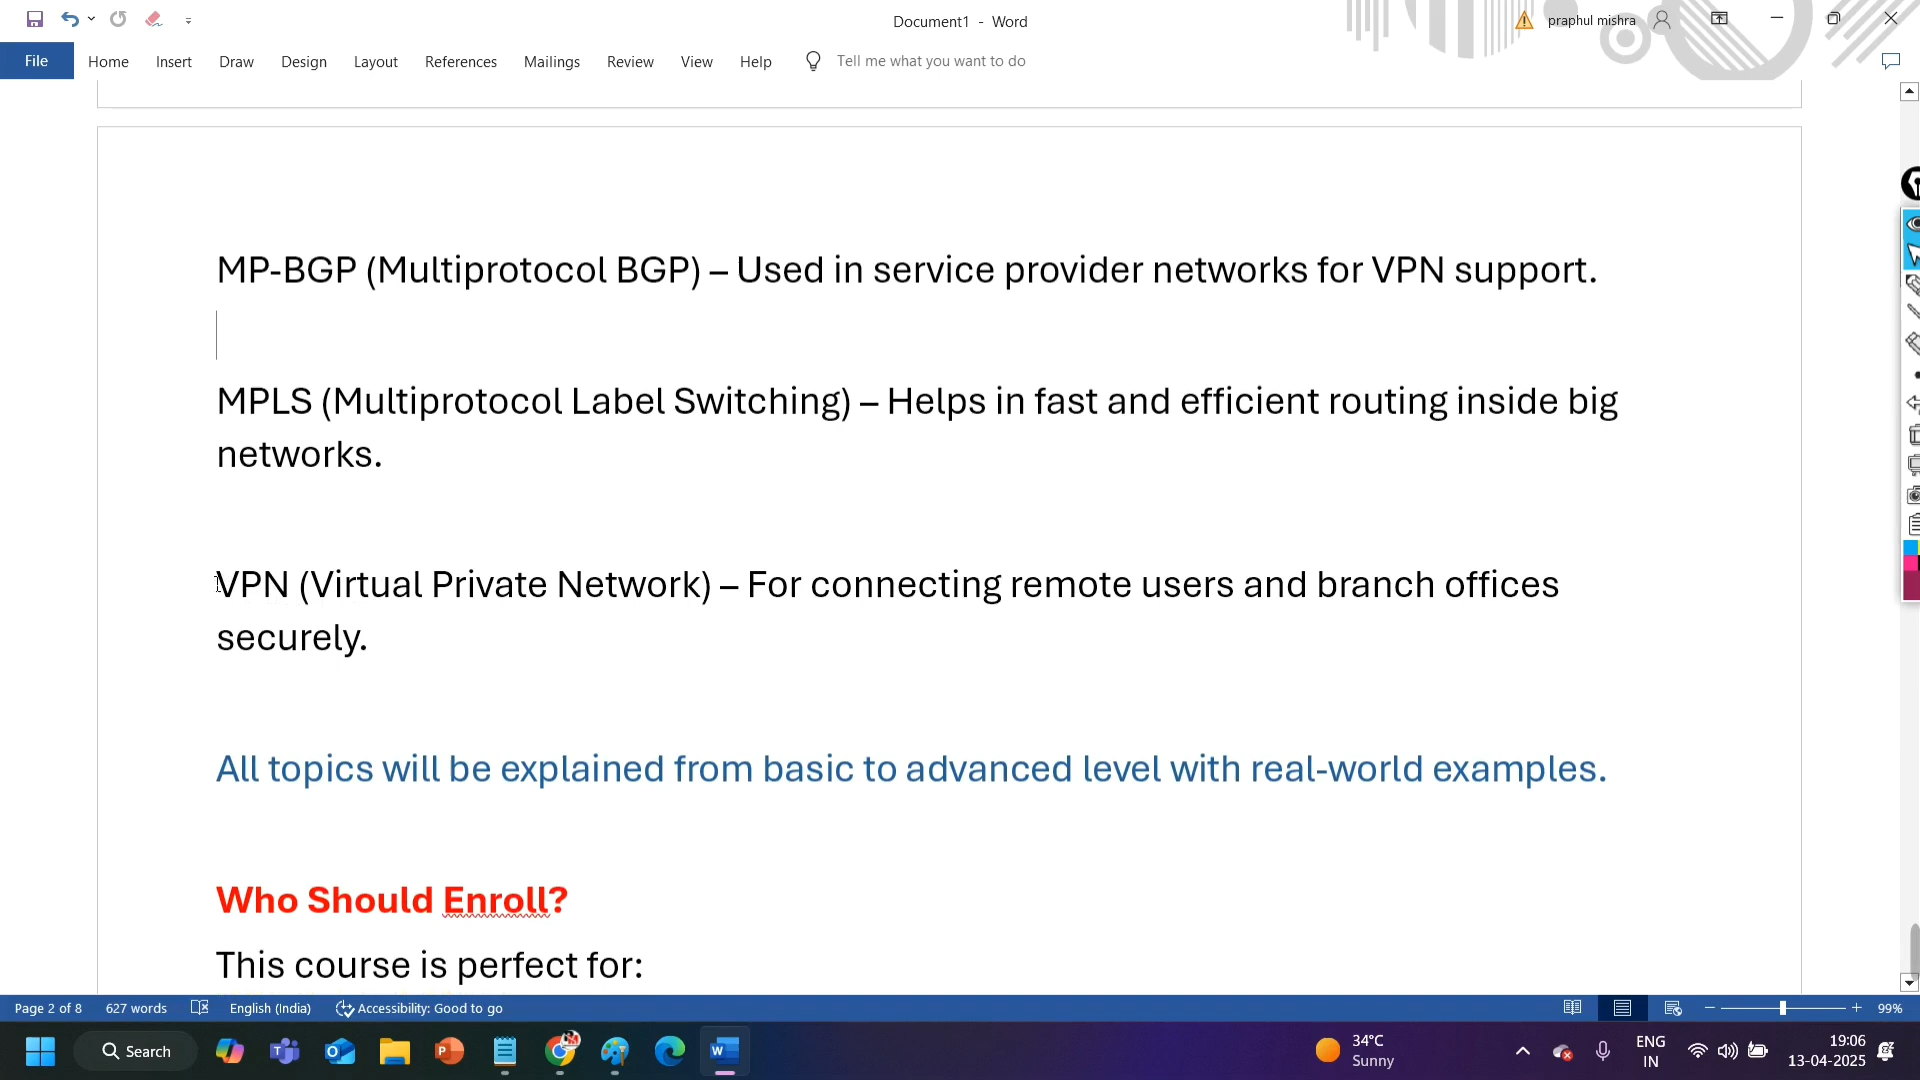 Document1 - Word
praphul mishra
File Home Insert Draw Design Layout References Mailings Review View Help Tell me what you want to do
MP-BGP (Multiprotocol BGP) – Used in service provider networks for VPN support.
MPLS (Multiprotocol Label Switching) – Helps in fast and efficient routing inside big
networks.
VPN (Virtual Private Network) – For connecting remote users and branch offices
securely.
All topics will be explained from basic to advanced level with real-world examples.
Who Should Enroll?
This course is perfect for:
Page 2 of 8 627 words English (India) Accessibility: Good to go 99%
Search
34°C
Sunny
ENG
IN
19:06
13-04-2025